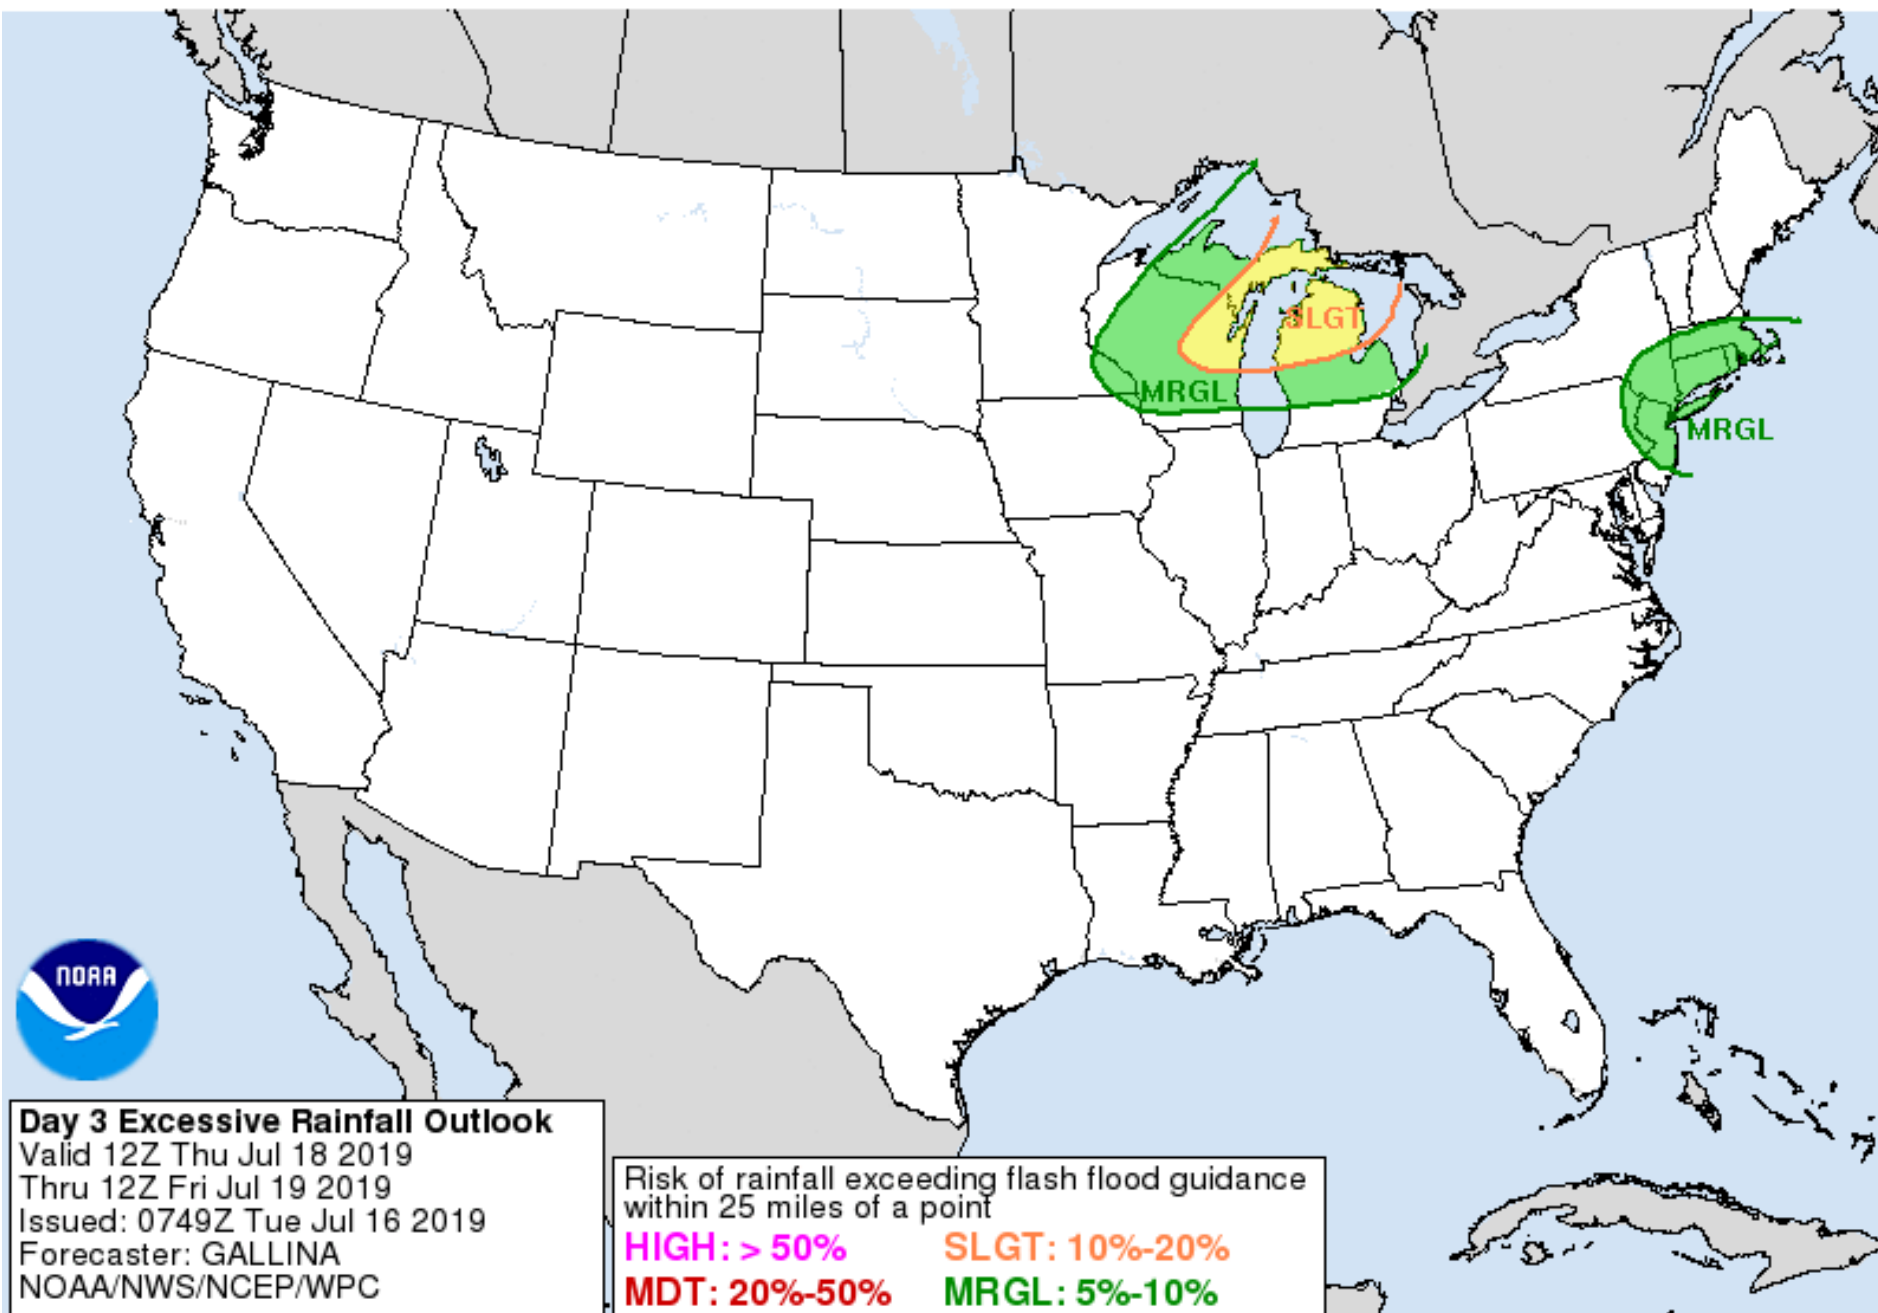 SLGT
MRGL
MRGL
NOAA
Day 3 Excessive Rainfall Outlook
Valid 12Z Thu Jul 18 2019
Thru 12Z Fri Jul 19 2019
Issued: 0749Z Tue Jul 16 2019
Forecaster: GALLINA
NOAA/NWS/NCEP/WPC
Risk of rainfall exceeding flash flood guidance
within 25 miles of a point
HIGH: > 50% SLGT: 10%-20%
MDT: 20%-50% MRGL: 5%-10%